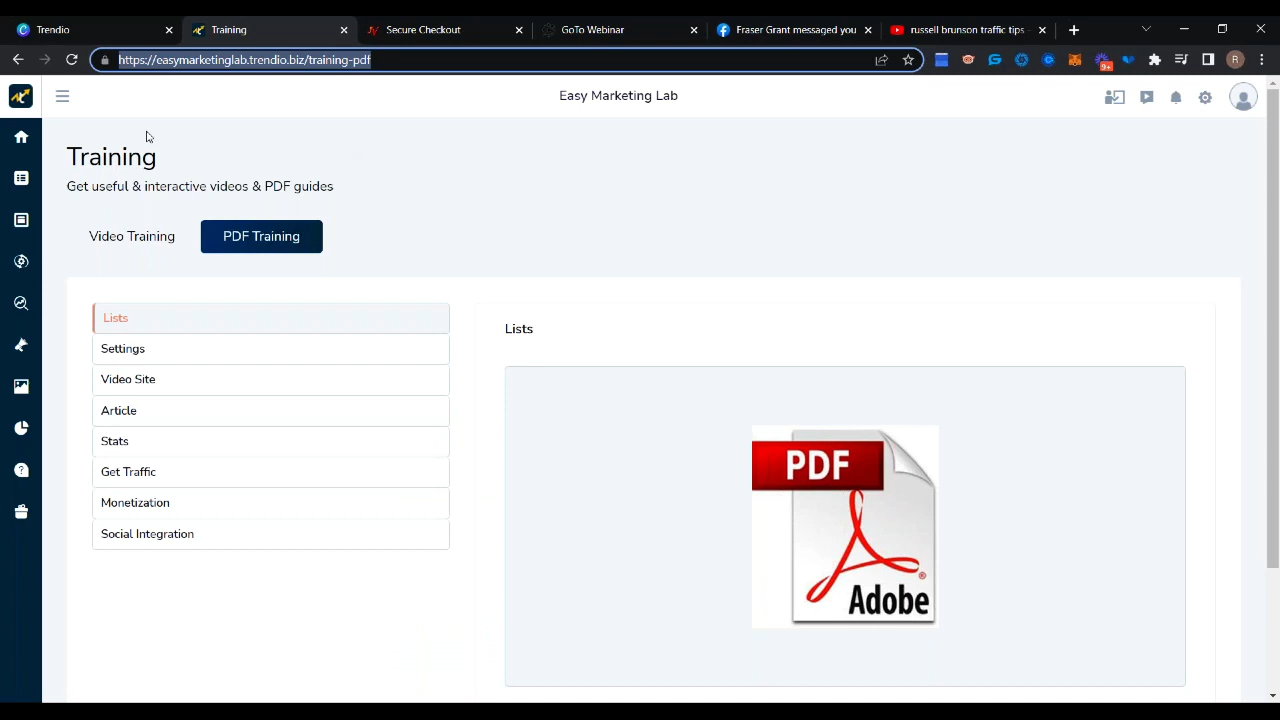 Trendio
Training
Secure Checkout
GoTo Webinar
Fraser Grant messaged you
russell brunson traffic tips -
https://easymarketinglab.trendio.biz/training-pdf
9+
R
Easy Marketing Lab
Training
Get useful & interactive videos & PDF guides
Video Training
PDF Training
Lists
Settings
Video Site
Article
Stats
Get Traffic
Monetization
Social Integration
Lists
PDF
Adobe